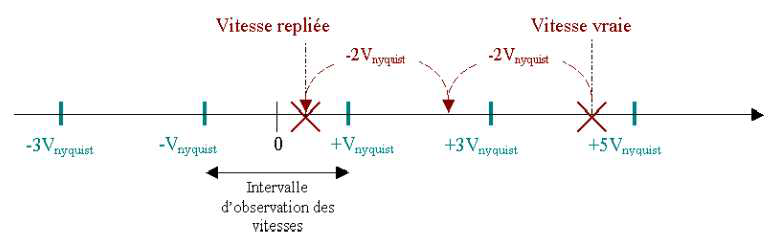 Vitesse repliée
Vitesse vraie
-2Vnyquist
-2Vnyquist
-3Vnyquist
-Vnyquist
0
+Vnyquist
+3Vnyquist
+5Vnyquist
Intervalle
d'observation des
vitesses